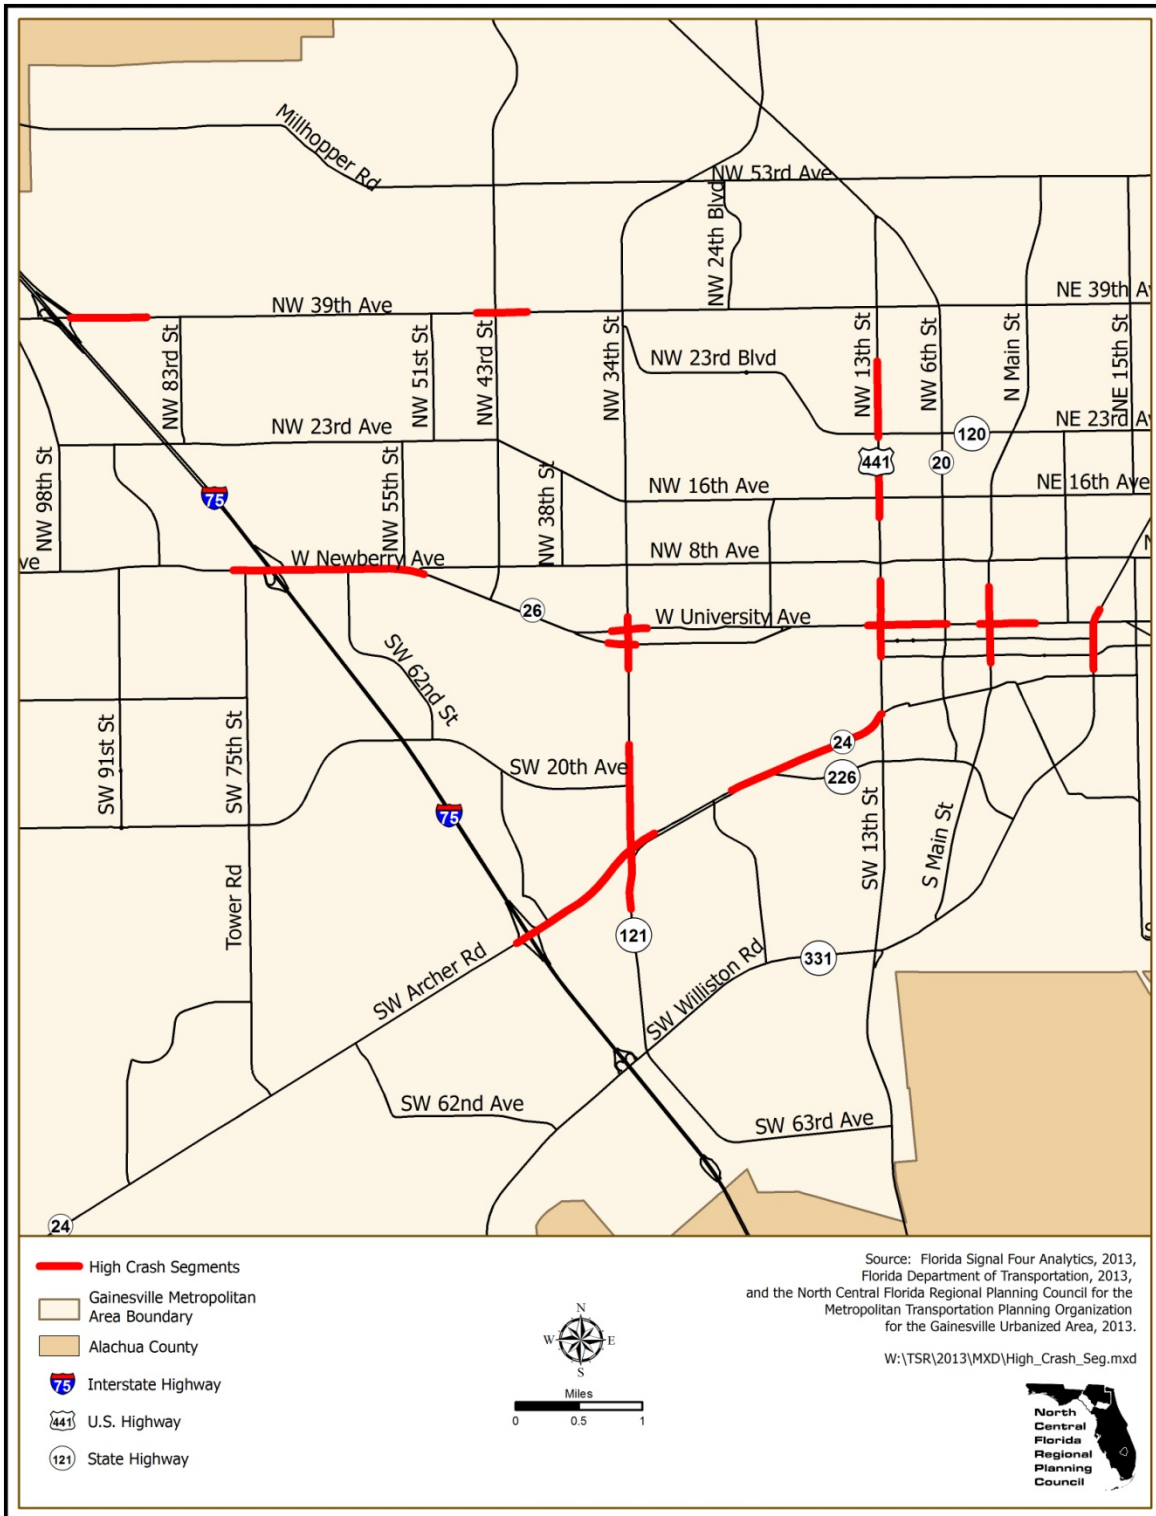 Millhopper Rd
NW 53rd Ave
NW 24th Blvd
NE 39th Av
NW 39th Ave
NW 83rd St
NW 51st St
NW 43rd St
NW 34th St
NW 23rd Blvd
NW 13th St
NW 6th St
N Main St
NE 15th St
NW 23rd Ave
120
NE 23rd Av
441
20
NW 98th St
75
NW 55th St
NW 38th St
NW 16th Ave
NE 16th Ave
ve
W Newberry Ave
NW 8th Ave
N
26
W University Ave
SW 62nd St
SW 91st St
SW 75th St
SW 20th Ave
24
226
75
SW 13th St
S Main St
Tower Rd
121
331
S
SW Archer Rd
SW Williston Rd
SW 62nd Ave
SW 63rd Ave
24
High Crash Segments
Gainesville Metropolitan
Area Boundary
Alachua County
75 Interstate Highway
441 U.S. Highway
121 State Highway
N
W E
S
Miles
0 0.5 1
Source: Florida Signal Four Analytics, 2013,
Florida Department of Transportation, 2013,
and the North Central Florida Regional Planning Council for the
Metropolitan Transportation Planning Organization
for the Gainesville Urbanized Area, 2013.
W:\TSR\2013\MXD\High_Crash_Seg.mxd
North
Central
Florida
Regional
Planning
Council